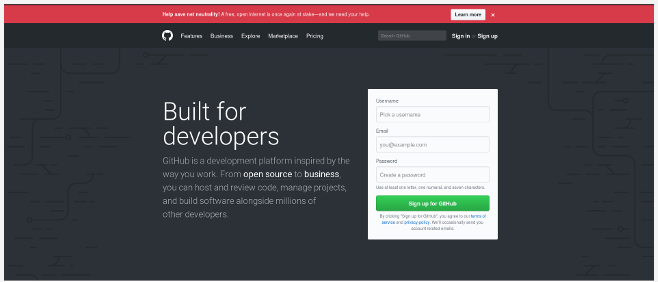 Help save net neutrality! A free, open internet is once again at stake—and we need your help.
Learn more ×
Features Business Explore Marketplace Pricing
Search GitHub
Sign in or Sign up
Built for
developers
GitHub is a development platform inspired by the
way you work. From open source to business,
you can host and review code, manage projects,
and build software alongside millions of
other developers.
Username
Pick a username
Email
you@example.com
Password
Create a password
Use at least one letter, one numeral, and seven characters.
Sign up for GitHub
By clicking "Sign up for GitHub", you agree to our terms of
service and privacy policy. We'll occasionally send you
account related emails.